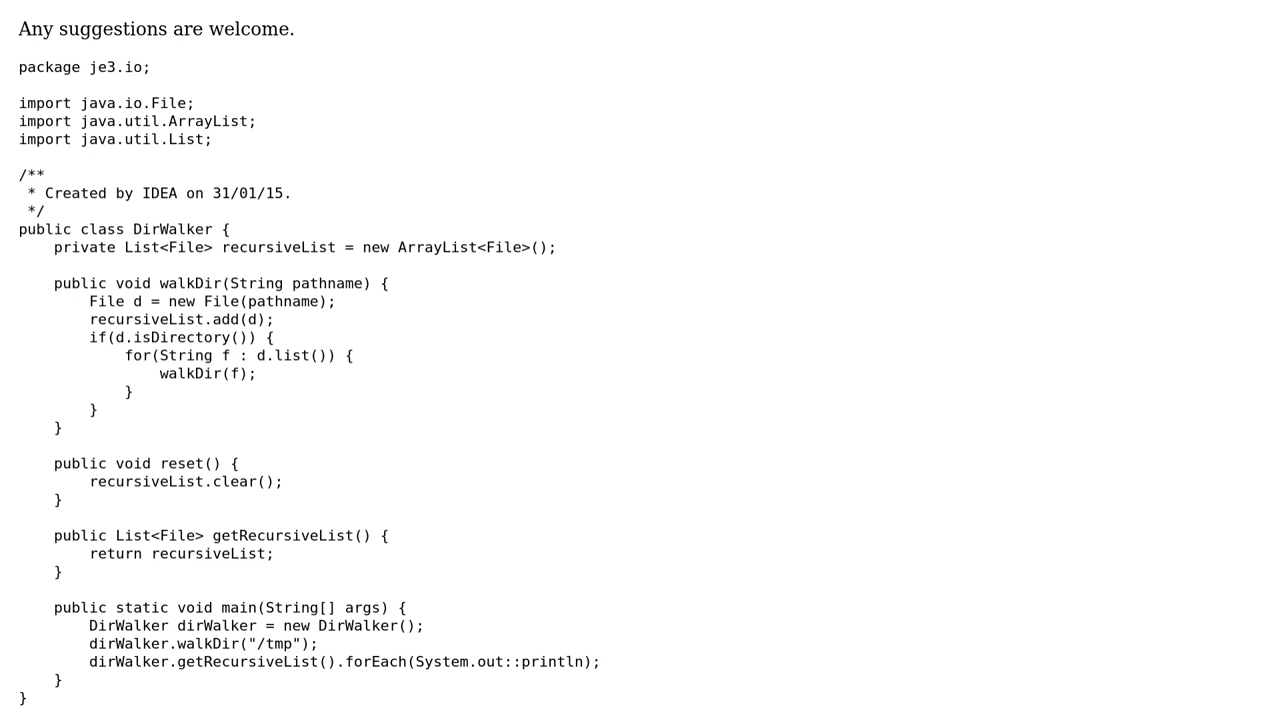 Any suggestions are welcome.
package je3.io;

import java.io.File;
import java.util.ArrayList;
import java.util.List;

/**
 * Created by IDEA on 31/01/15.
 */
public class DirWalker {
    private List<File> recursiveList = new ArrayList<File>();

    public void walkDir(String pathname) {
        File d = new File(pathname);
        recursiveList.add(d);
        if(d.isDirectory()) {
            for(String f : d.list()) {
                walkDir(f);
            }
        }
    }

    public void reset() {
        recursiveList.clear();
    }

    public List<File> getRecursiveList() {
        return recursiveList;
    }

    public static void main(String[] args) {
        DirWalker dirWalker = new DirWalker();
        dirWalker.walkDir("/tmp");
        dirWalker.getRecursiveList().forEach(System.out::println);
    }
}